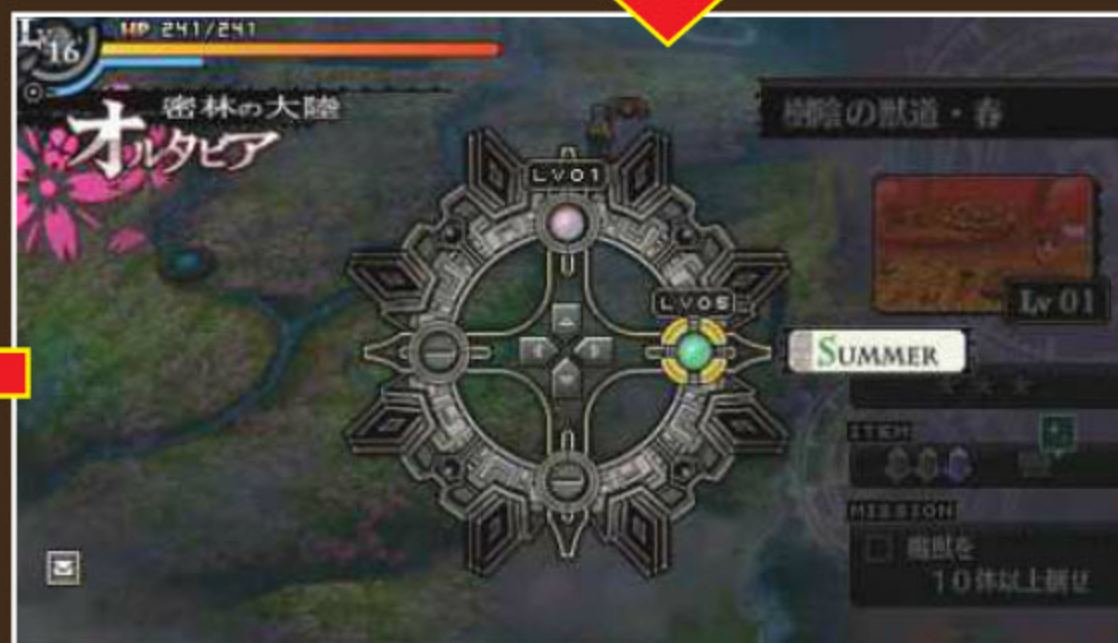 Lv 16
HP 241/241
密林の大陸
オルタピア
樹陰の獣道・春
LV01
Lv 01
LV05
SUMMER
ITEM
MISSION
10体以上倒せ